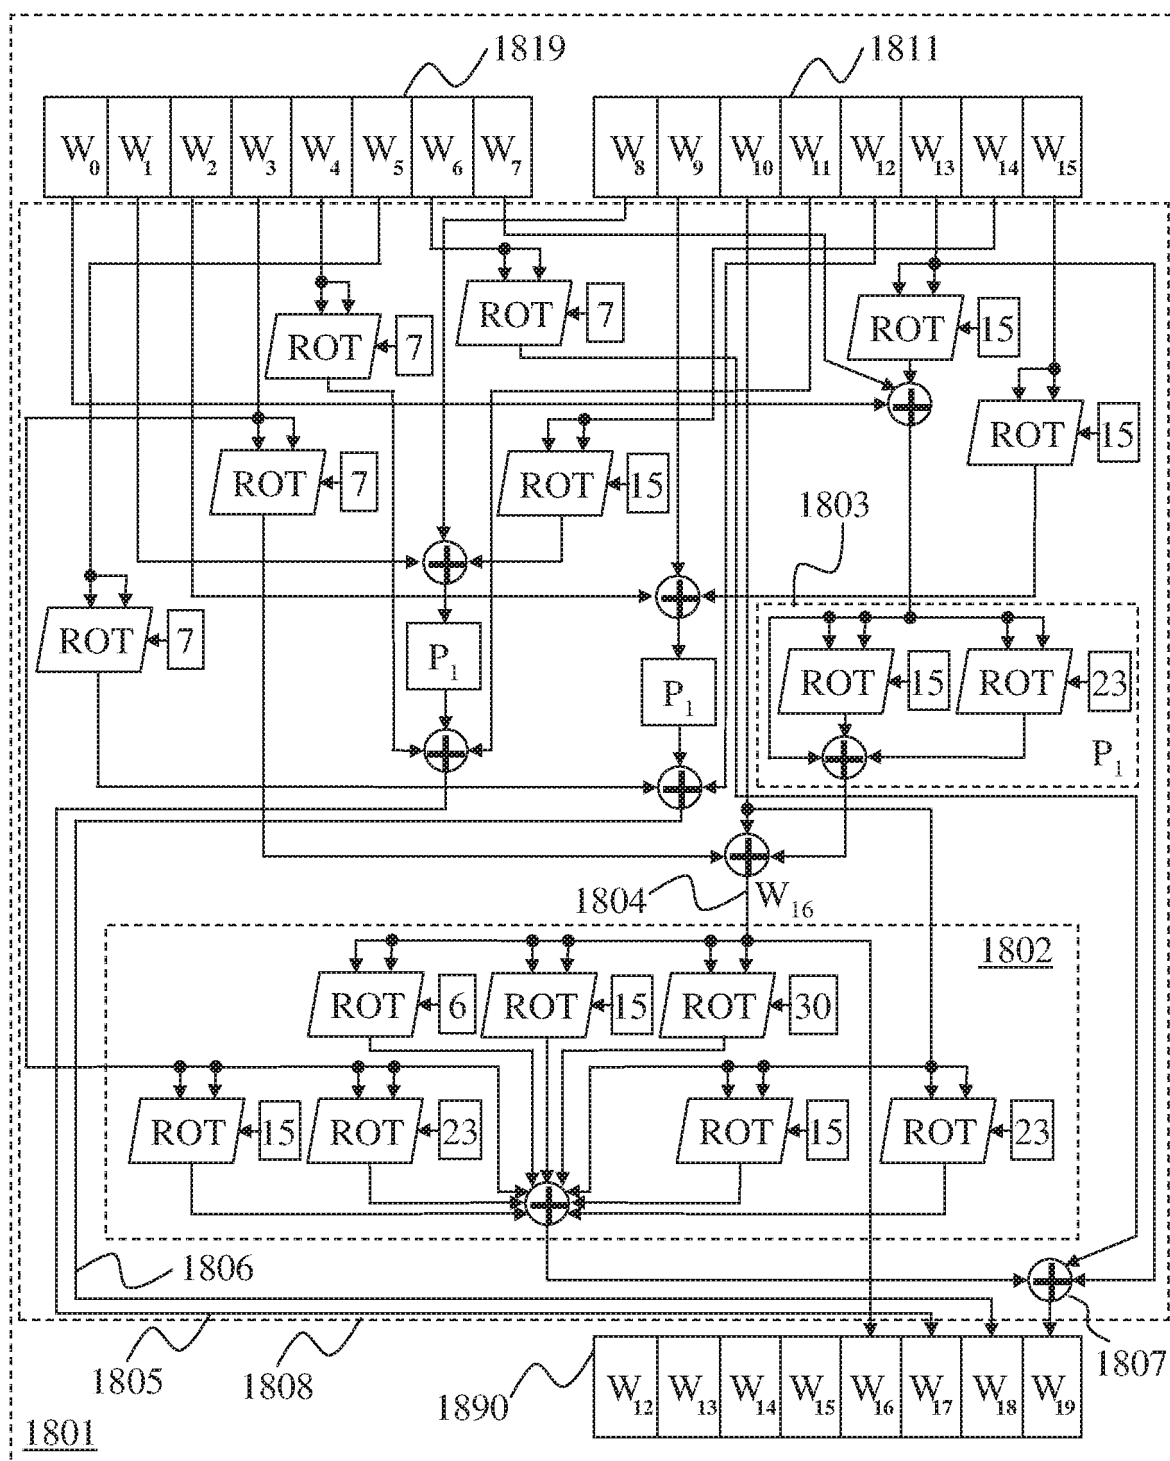 1819
1811
W0 W1 W2 W3 W4 W5 W6 W7
W8 W9 W10 W11 W12 W13 W14 W15
ROT 7
ROT 15
ROT 7
ROT 15
ROT 7
ROT 15
1803
ROT 7
P1
P1
ROT 15
ROT 23
P1
1804
W16
1802
ROT 6
ROT 15
ROT 30
ROT 15
ROT 23
ROT 15
ROT 23
1806
1805
1808
1807
1890
W12 W13 W14 W15 W16 W17 W18 W19
1801